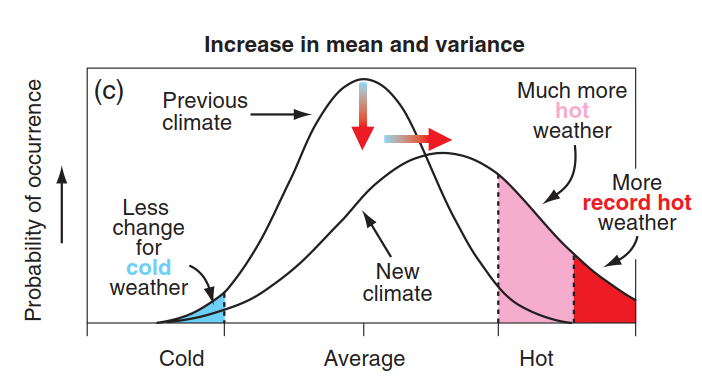 Increase in mean and variance
(c)
Previous
climate
Much more
hot
weather
More
record hot
weather
Less
change
for
cold
weather
New
climate
Probability of occurrence
Cold
Average
Hot